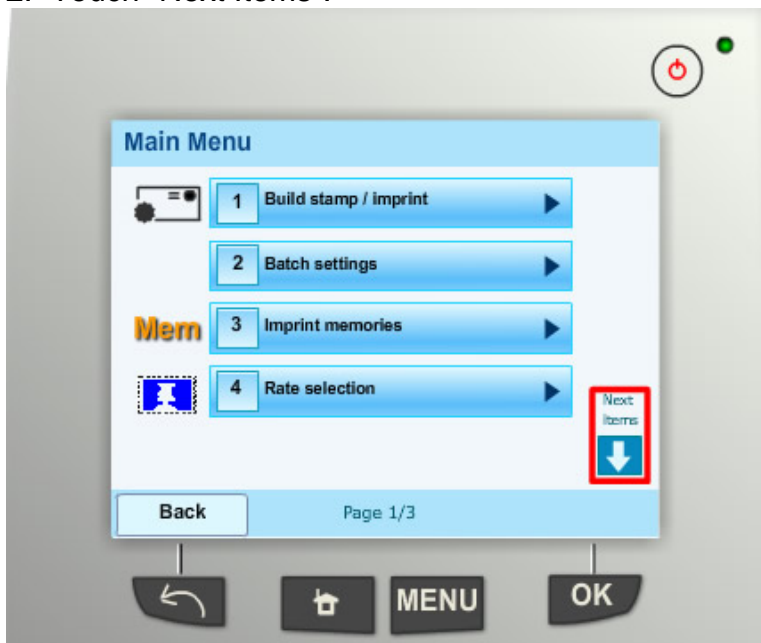 2. Touch "Next Items".
Main Menu
1 Build stamp / imprint
2 Batch settings
Mem 3 Imprint memories
4 Rate selection
Next
Items
Back Page 1/3
MENU OK